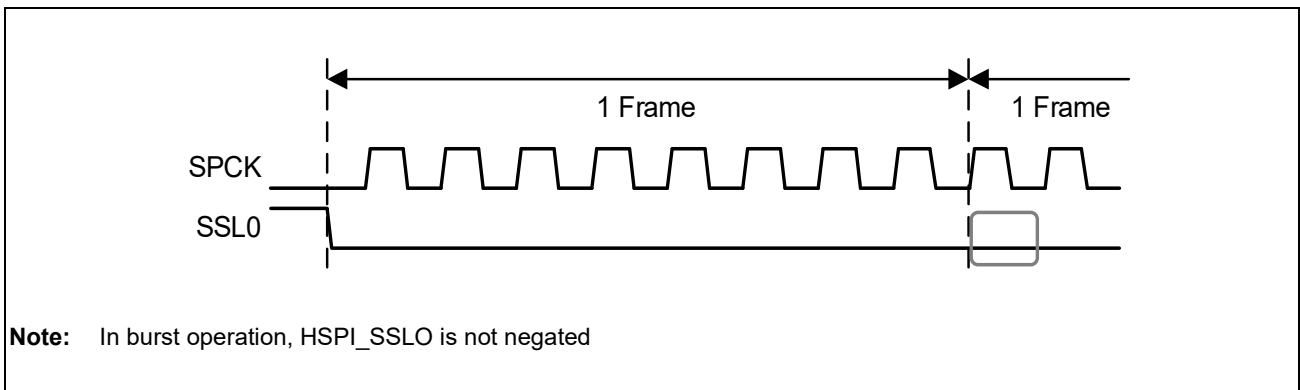 1 Frame 1 Frame
SPCK
SSL0
Note: In burst operation, HSPI_SSLO is not negated